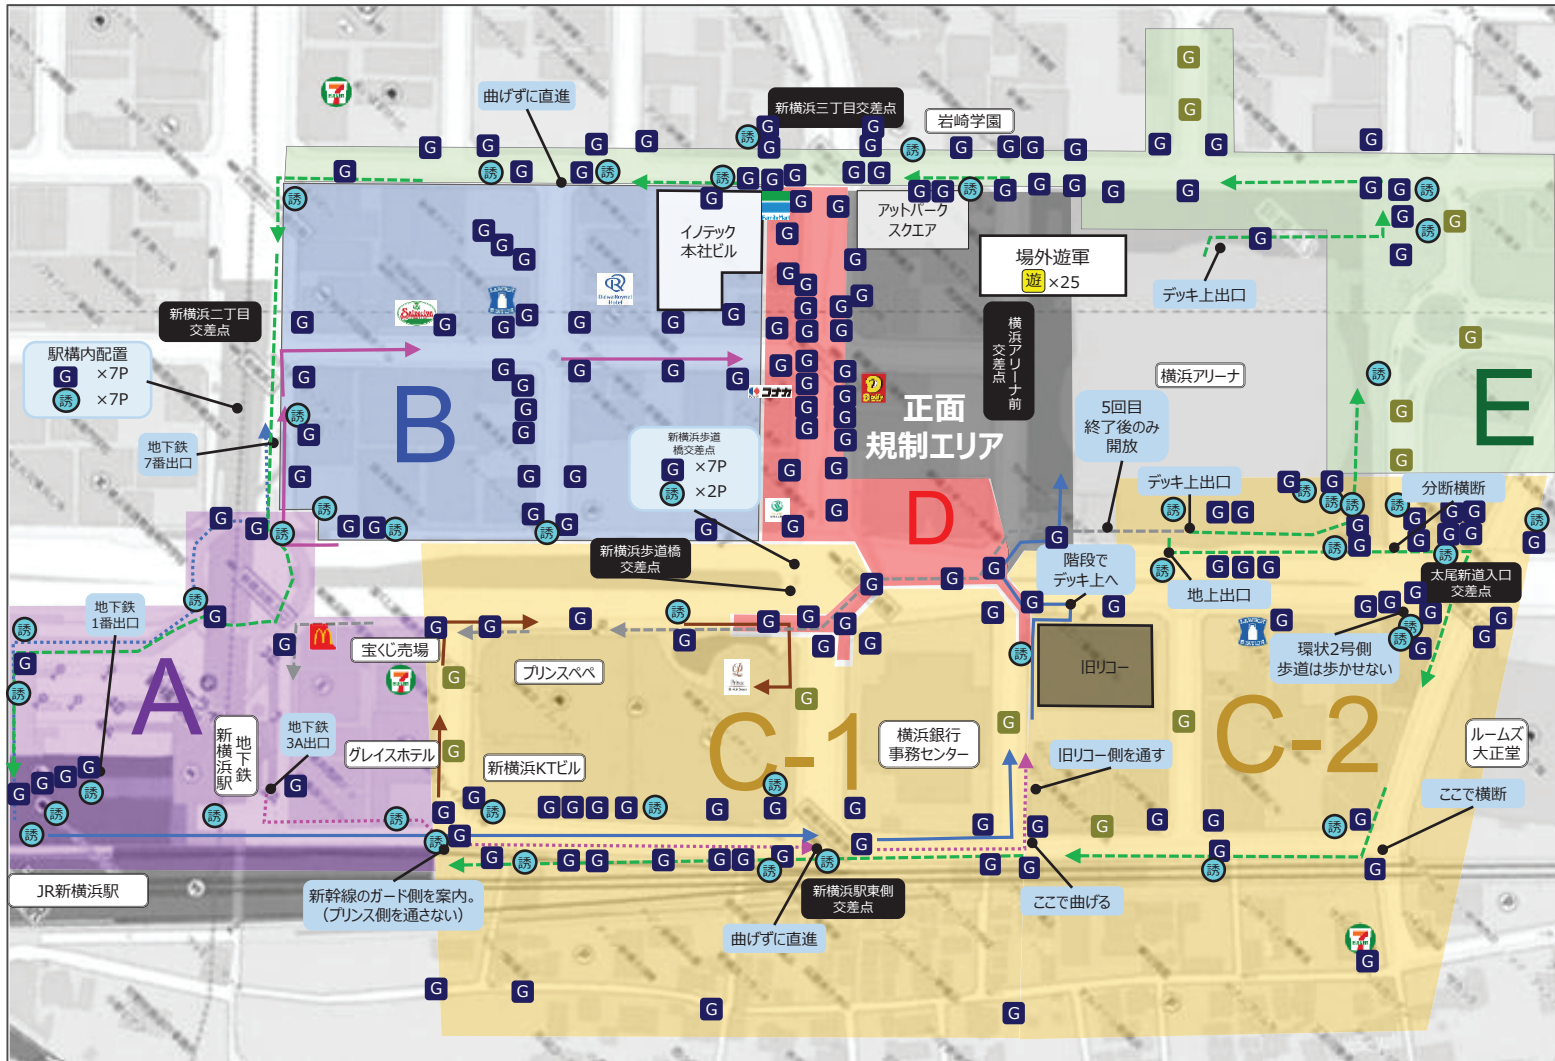 曲げずに直進
新横浜三丁目交差点
岩崎学園
イノテック
本社ビル
アットパーク
スクエア
場外遊軍
遊 ×25
デッキ上出口
新横浜二丁目
交差点
駅構内配置
G ×7P
誘 ×7P
横浜アリーナ前
交差点
横浜アリーナ
E
B
コナカ
正面
規制エリア
5回目
終了後のみ
開放
地下鉄
7番出口
新横浜歩道
橋交差点
G ×7P
誘 ×2P
デッキ上出口
分断横断
D
新横浜歩道橋
交差点
階段で
デッキ上へ
地上出口
太尾新道入口
交差点
地下鉄
1番出口
宝くじ売場
プリンスペペ
旧リコー
環状2号側
歩道は歩かせない
A
地下鉄
新横浜駅
地下鉄
3A出口
グレイスホテル
新横浜KTビル
C-1
横浜銀行
事務センター
旧リコー側を通す
C-2
ルームズ
大正堂
ここで横断
JR新横浜駅
新幹線のガード側を案内。
(プリンス側を通さない)
新横浜駅東側
交差点
曲げずに直進
ここで曲げる